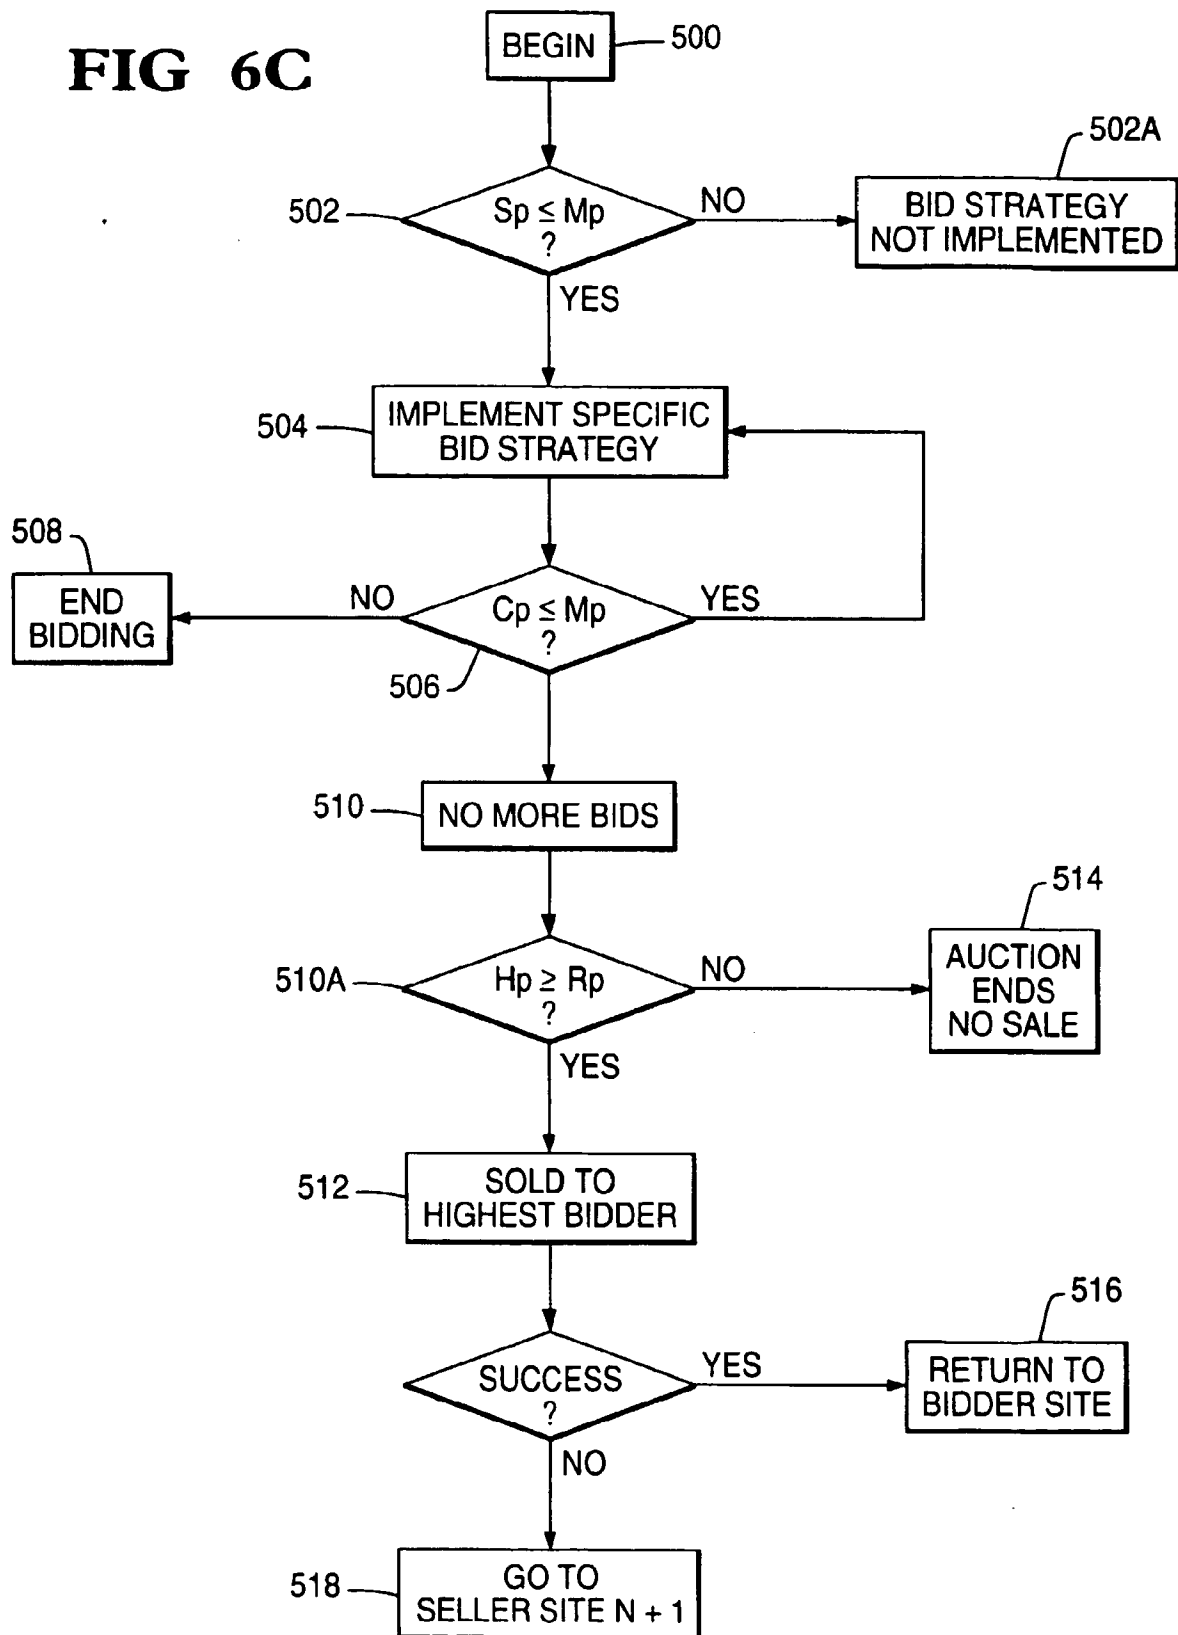 FIG 6C
BEGIN
500
502A
502
Sp ≤ Mp
?
NO
BID STRATEGY
NOT IMPLEMENTED
YES
504
IMPLEMENT SPECIFIC
BID STRATEGY
508
END
BIDDING
NO
Cp ≤ Mp
?
YES
506
510
NO MORE BIDS
514
510A
Hp ≥ Rp
?
NO
AUCTION
ENDS
NO SALE
YES
512
SOLD TO
HIGHEST BIDDER
516
SUCCESS
?
YES
RETURN TO
BIDDER SITE
NO
518
GO TO
SELLER SITE N + 1